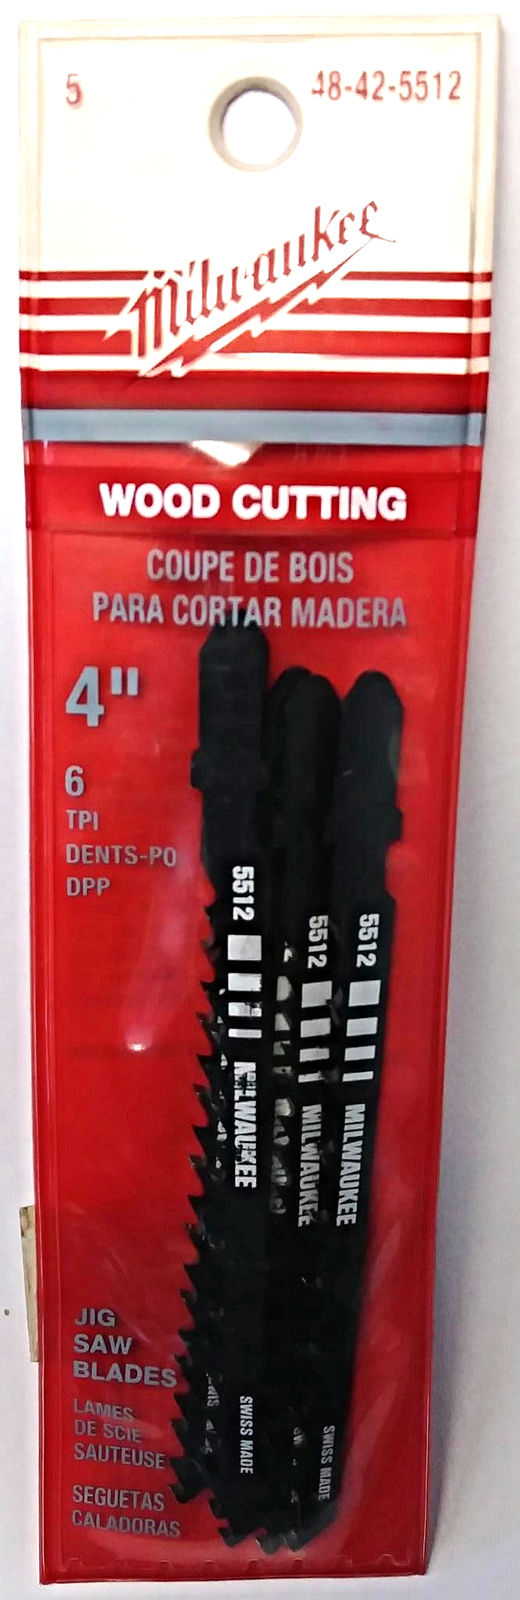 5
48-42-5512
Milwaukee
WOOD CUTTING
COUPE DE BOIS
PARA CORTAR MADERA
4"
6
TPI
DENTS-PO
DPP
5512
MILWAUKEE
SWISS MADE
5512
MILWAUKEE
SWISS MADE
5512
MILWAUKEE
JIG
SAW
BLADES
LAMES
DE SCIE
SAUTEUSE
SEGUETAS
CALADORAS